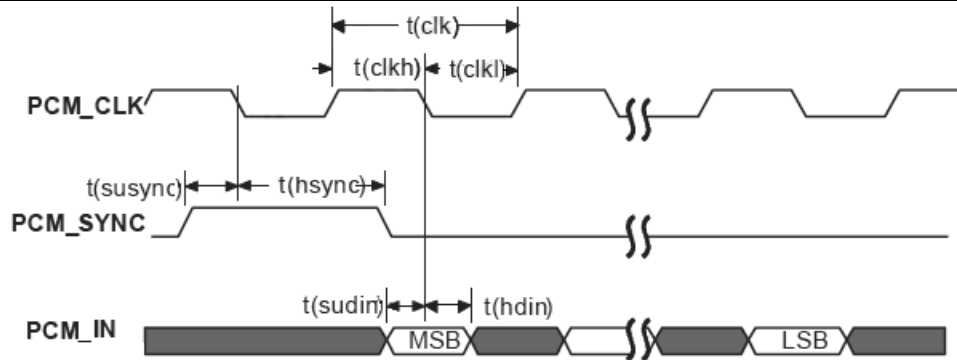 t(clk)
t(clkh) t(clkl)
PCM_CLK
t(susync) t(hsync)
PCM_SYNC
t(sudin) t(hdin)
PCM_IN MSB LSB